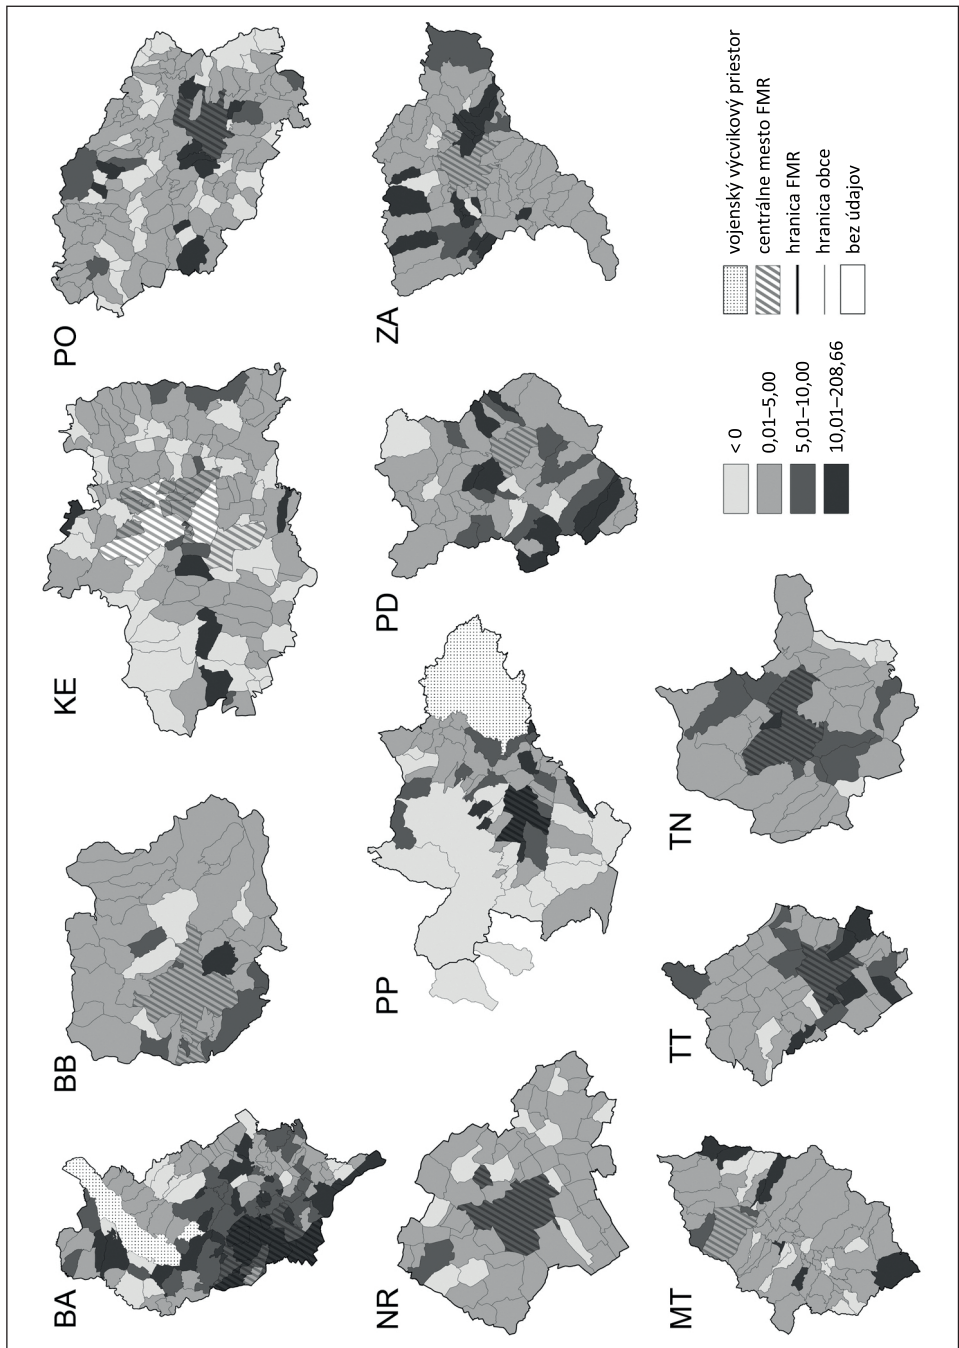 BA
BB
KE
PO
NR
PP
PD
ZA
MT
TT
TN
< 0
0,01–5,00
5,01–10,00
10,01–208,66
vojenský výcvikový priestor
centrálne mesto FMR
hranica FMR
hranica obce
bez údajov